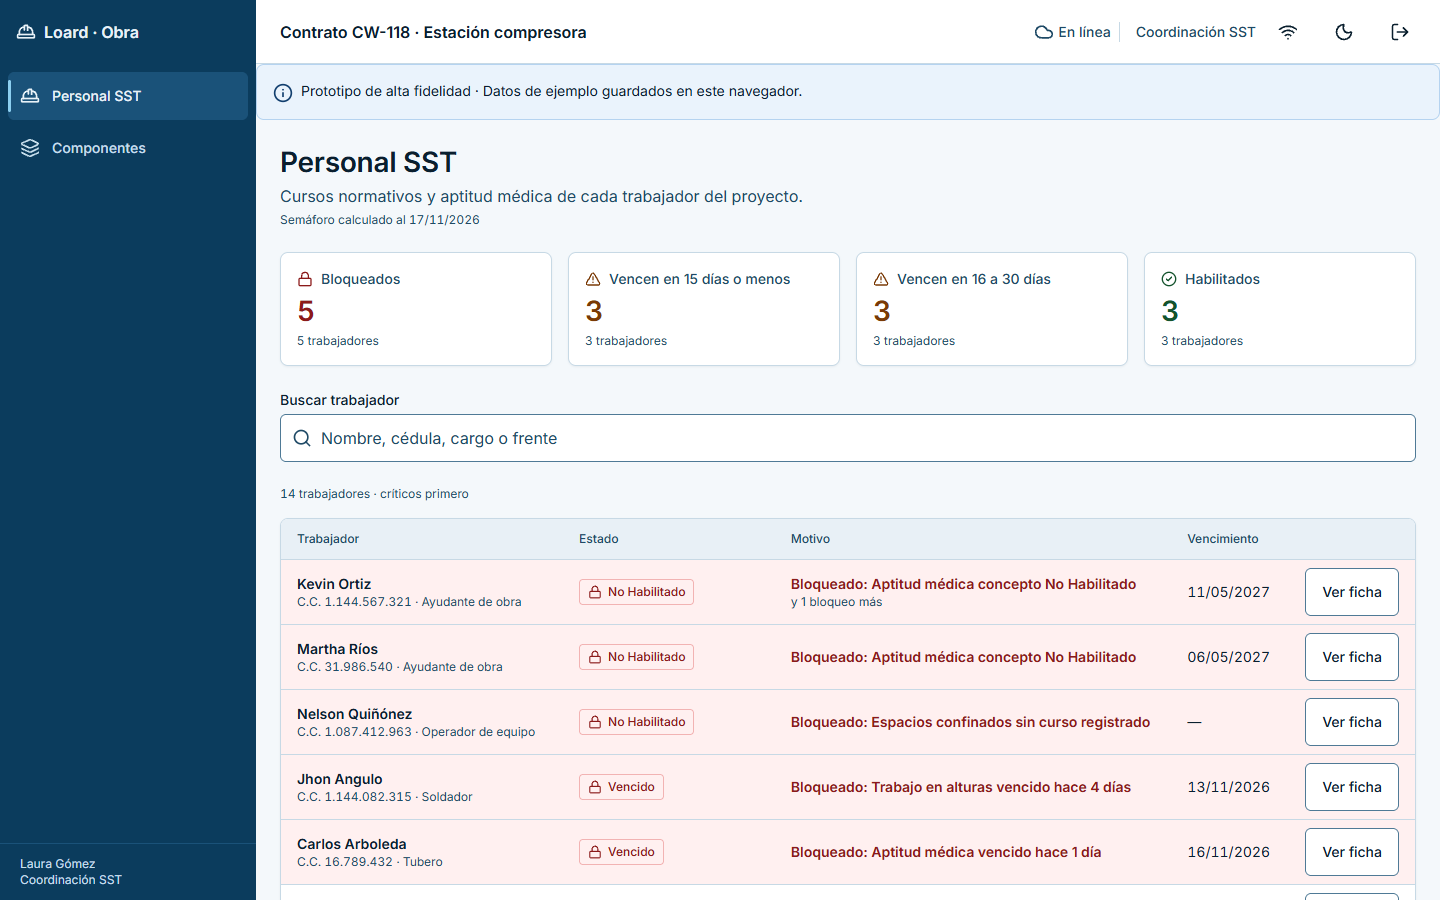 Loard · Obra
Contrato CW-118 · Estación compresora
En línea
Coordinación SST
Personal SST
Componentes
Prototipo de alta fidelidad · Datos de ejemplo guardados en este navegador.
Personal SST
Cursos normativos y aptitud médica de cada trabajador del proyecto.
Semáforo calculado al 17/11/2026
Bloqueados
5
5 trabajadores
Vencen en 15 días o menos
3
3 trabajadores
Vencen en 16 a 30 días
3
3 trabajadores
Habilitados
3
3 trabajadores
Buscar trabajador
Nombre, cédula, cargo o frente
14 trabajadores · críticos primero
Trabajador Estado Motivo Vencimiento
Kevin Ortiz
C.C. 1.144.567.321 · Ayudante de obra
No Habilitado
Bloqueado: Aptitud médica concepto No Habilitado
y 1 bloqueo más
11/05/2027
Ver ficha
Martha Ríos
C.C. 31.986.540 · Ayudante de obra
No Habilitado
Bloqueado: Aptitud médica concepto No Habilitado
06/05/2027
Ver ficha
Nelson Quiñónez
C.C. 1.087.412.963 · Operador de equipo
No Habilitado
Bloqueado: Espacios confinados sin curso registrado
—
Ver ficha
Jhon Angulo
C.C. 1.144.082.315 · Soldador
Vencido
Bloqueado: Trabajo en alturas vencido hace 4 días
13/11/2026
Ver ficha
Carlos Arboleda
C.C. 16.789.432 · Tubero
Vencido
Bloqueado: Aptitud médica vencido hace 1 día
16/11/2026
Ver ficha
Laura Gómez
Coordinación SST